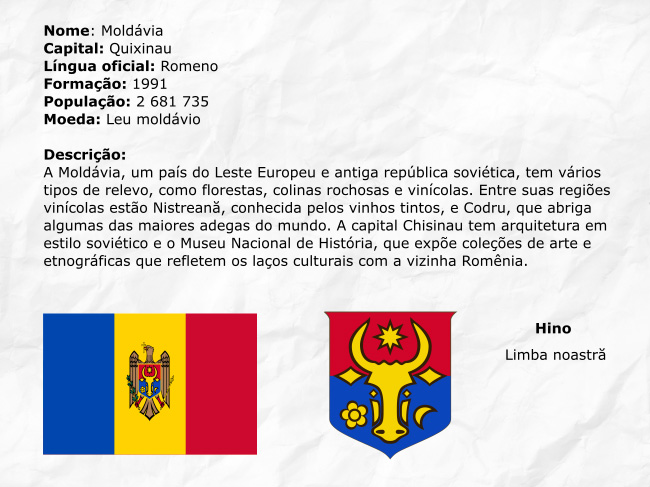 Nome: Moldávia
Capital: Quixinau
Língua oficial: Romeno
Formação: 1991
População: 2 681 735
Moeda: Leu moldávio
Descrição:
A Moldávia, um país do Leste Europeu e antiga república soviética, tem vários
tipos de relevo, como florestas, colinas rochosas e vinícolas. Entre suas regiões
vinícolas estão Nistreană, conhecida pelos vinhos tintos, e Codru, que abriga
algumas das maiores adegas do mundo. A capital Chisinau tem arquitetura em
estilo soviético e o Museu Nacional de História, que expõe coleções de arte e
etnográficas que refletem os laços culturais com a vizinha Romênia.
Hino
Limba noastră